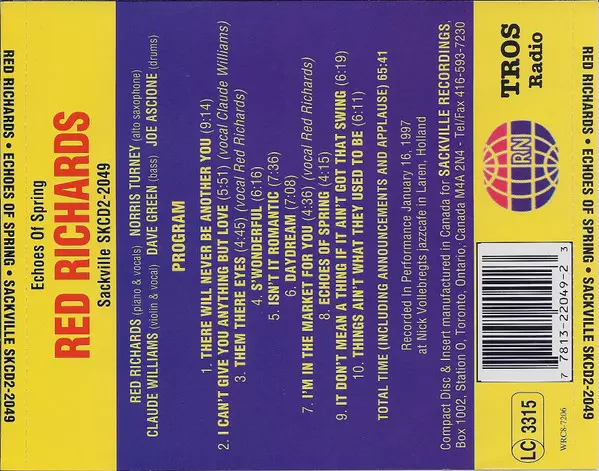 RED RICHARDS • ECHOES OF SPRING • SACKVILLE SKCD2-2049
Echoes Of Spring
RED RICHARDS
Sackville SKCD2-2049
RED RICHARDS (piano & vocals) NORRIS TURNEY (alto saxophone)
CLAUDE WILLIAMS (violin & vocal) DAVE GREEN (bass) JOE ASCIONE (drums)
PROGRAM
1. THERE WILL NEVER BE ANOTHER YOU (9:14)
2. I CAN'T GIVE YOU ANYTHING BUT LOVE (5:51) (vocal Claude Williams)
3. THEM THERE EYES (4:45) (vocal Red Richards)
4. S'WONDERFUL (6:16)
5. ISN'T IT ROMANTIC (7:36)
6. DAYDREAM (7:08)
7. I'M IN THE MARKET FOR YOU (4:36) (vocal Red Richards)
8. ECHOES OF SPRING (4:15)
9. IT DON'T MEAN A THING IF IT AIN'T GOT THAT SWING (6:19)
10. THINGS AIN'T WHAT THEY USED TO BE (6:11)
TOTAL TIME (INCLUDING ANNOUNCEMENTS AND APPLAUSE) 65:41
Recorded In Performance January 16, 1997
at Nick Vollebregts jazzcafe in Laren, Holland
Compact Disc & Insert manufactured in Canada for SACKVILLE RECORDINGS,
Box 1002, Station O, Toronto, Ontario, Canada M4A 2N4 - Tel/Fax 416-593-7230
LC 3315
WRC8-7206
7 78132 22049 2 3
RN
TROS
Radio
RED RICHARDS • ECHOES OF SPRING • SACKVILLE SKCD2-2049